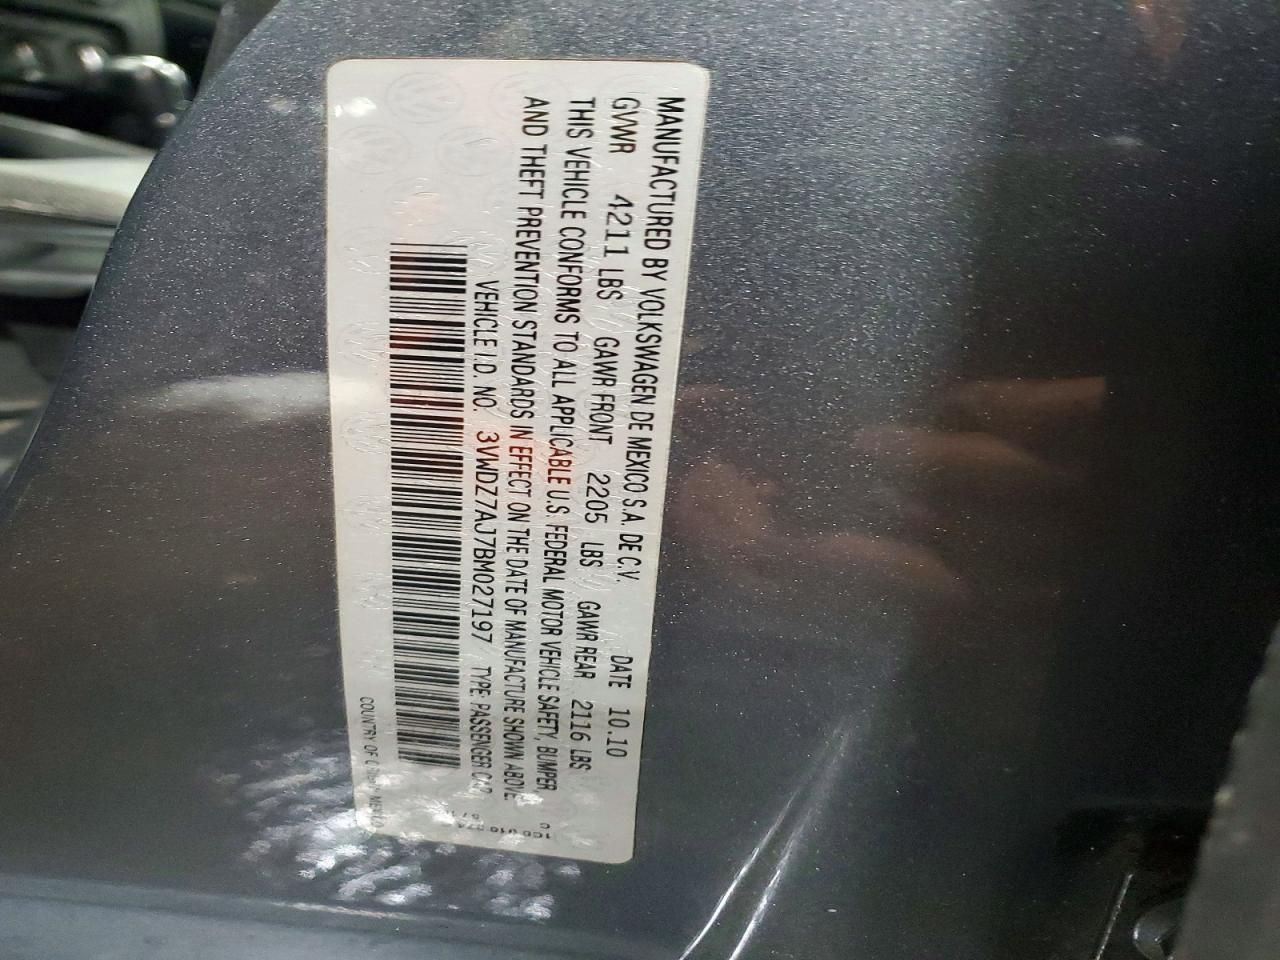 MANUFACTURED BY VOLKSWAGEN DE MEXICO S.A. DE C.V. DATE 10.10
GVWR 4211 LBS GAWR FRONT 2205 LBS GAWR REAR 2116 LBS
THIS VEHICLE CONFORMS TO ALL APPLICABLE U.S. FEDERAL MOTOR VEHICLE SAFETY, BUMPER
AND THEFT PREVENTION STANDARDS IN EFFECT ON THE DATE OF MANUFACTURE SHOWN ABOVE.
VEHICLE I.D. NO. 3VWDZ7AJ7BM027197 TYPE: PASSENGER CAR
COUNTRY OF